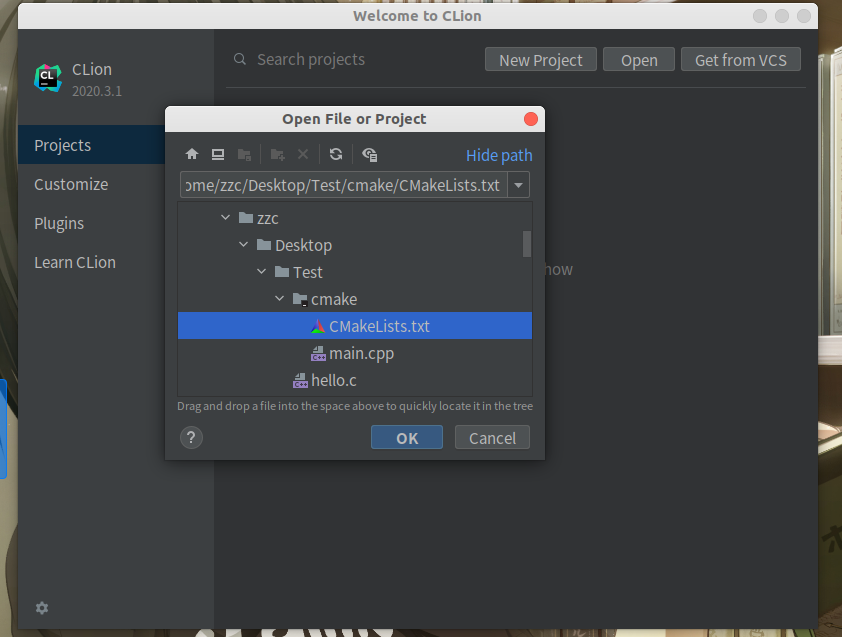 Welcome to CLion
CL
CLion
2020.3.1
Search projects
New Project
Open
Get from VCS
Projects
Customize
Plugins
Learn CLion
Open File or Project
Hide path
ome/zzc/Desktop/Test/cmake/CMakeLists.txt
zzc
Desktop
Test
cmake
CMakeLists.txt
C++ main.cpp
C++ hello.c
how
Drag and drop a file into the space above to quickly locate it in the tree
?
OK
Cancel